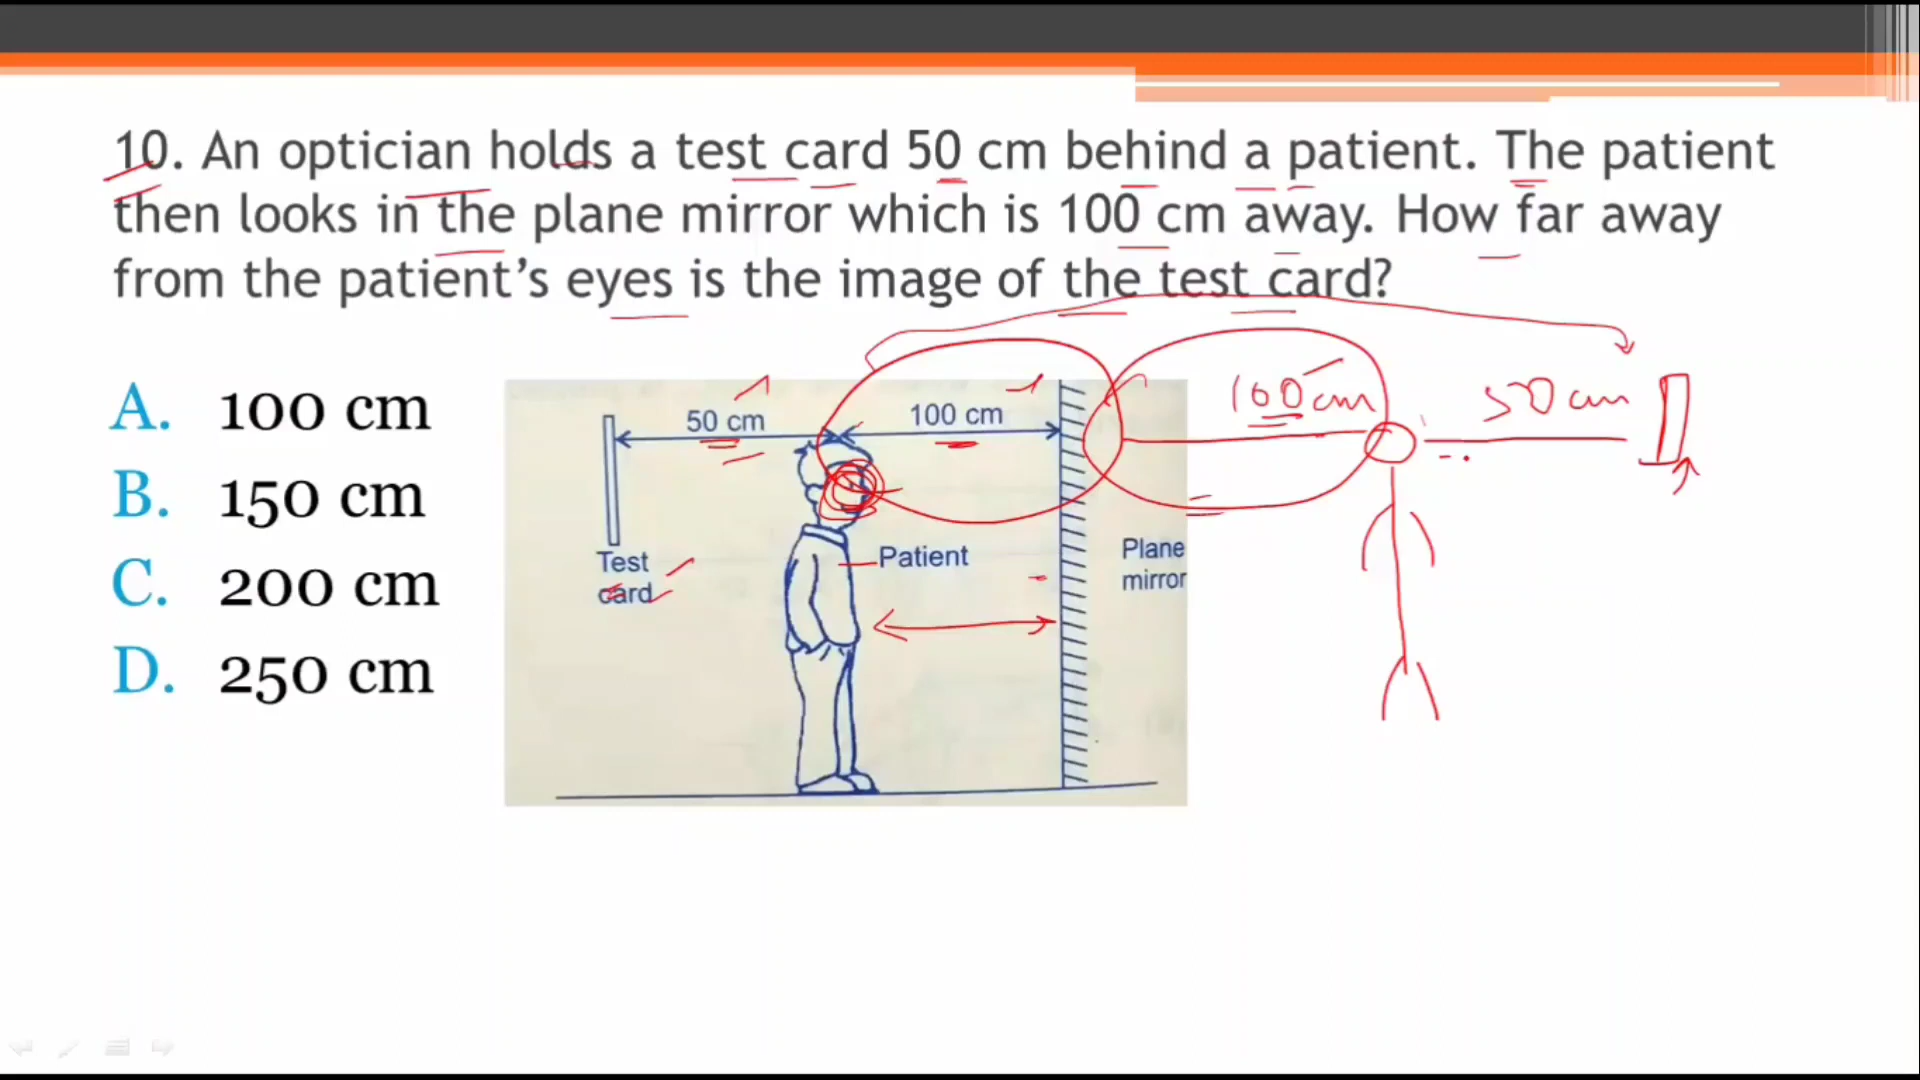 10. An optician holds a test card 50 cm behind a patient. The patient
then looks in the plane mirror which is 100 cm away. How far away
from the patient’s eyes is the image of the test card?
A. 100 cm
B. 150 cm
C. 200 cm
D. 250 cm
50 cm
100 cm
100 cm
50 cm
Test
card
Patient
Plane
mirror